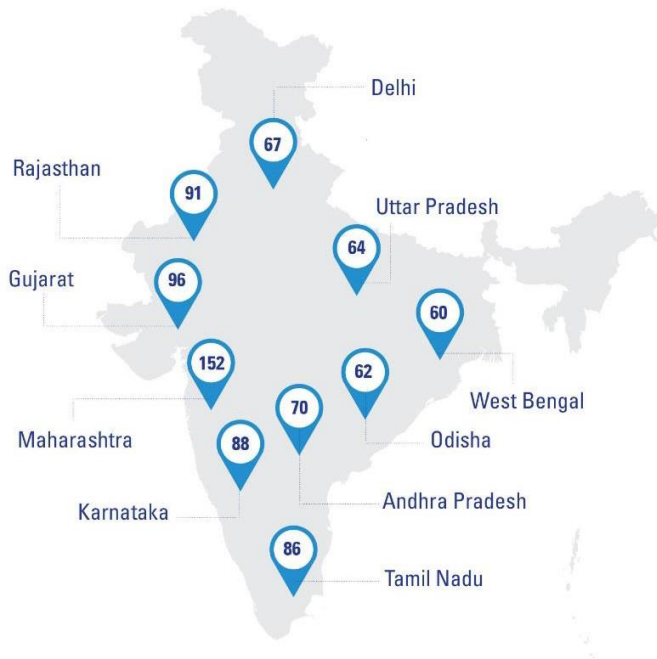 Delhi
67
Rajasthan
91
Uttar Pradesh
64
Gujarat
96
60
152
62
West Bengal
70
Maharashtra
88
Odisha
Karnataka
Andhra Pradesh
86
Tamil Nadu